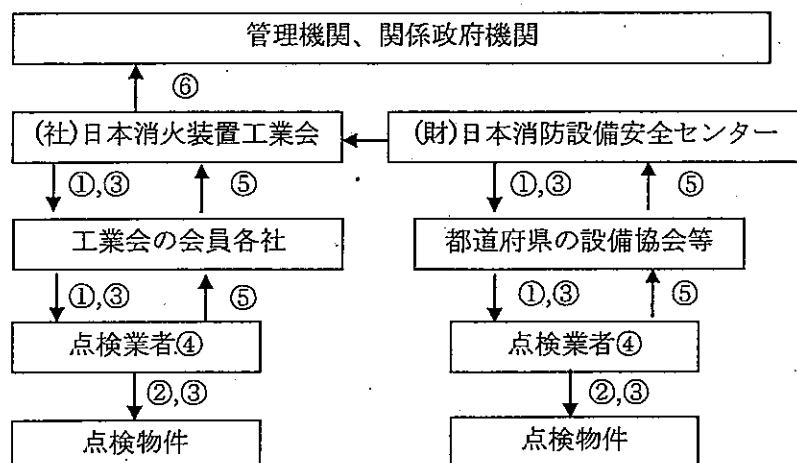 管理機関、関係政府機関
⑥
(社)日本消火装置工業会
(財)日本消防設備安全センター
①,③
⑤
①,③
⑤
工業会の会員各社
都道府県の設備協会等
①,③
⑤
①,③
⑤
点検業者④
点検業者④
②,③
②,③
点検物件
点検物件